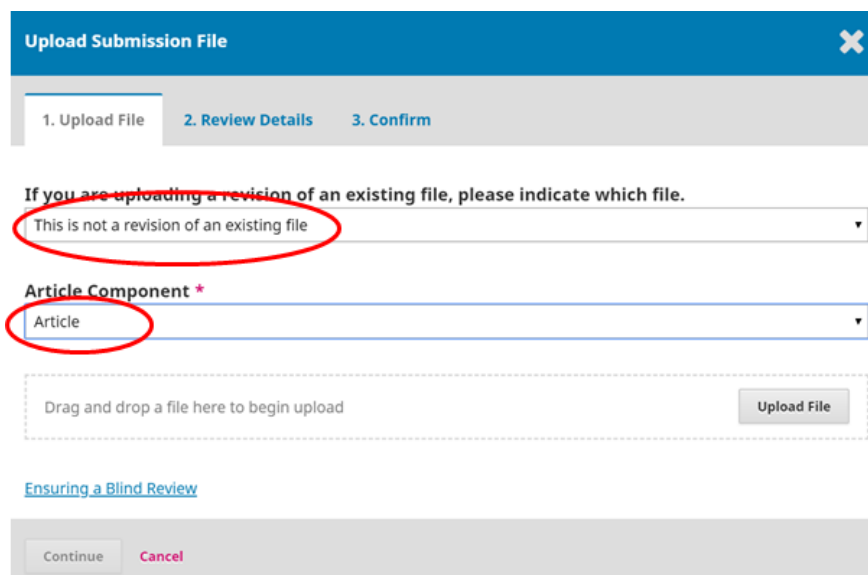 Upload Submission File
1. Upload File 2. Review Details 3. Confirm
If you are uploading a revision of an existing file, please indicate which file.
This is not a revision of an existing file
Article Component *
Article
Drag and drop a file here to begin upload
Upload File
Ensuring a Blind Review
Continue Cancel